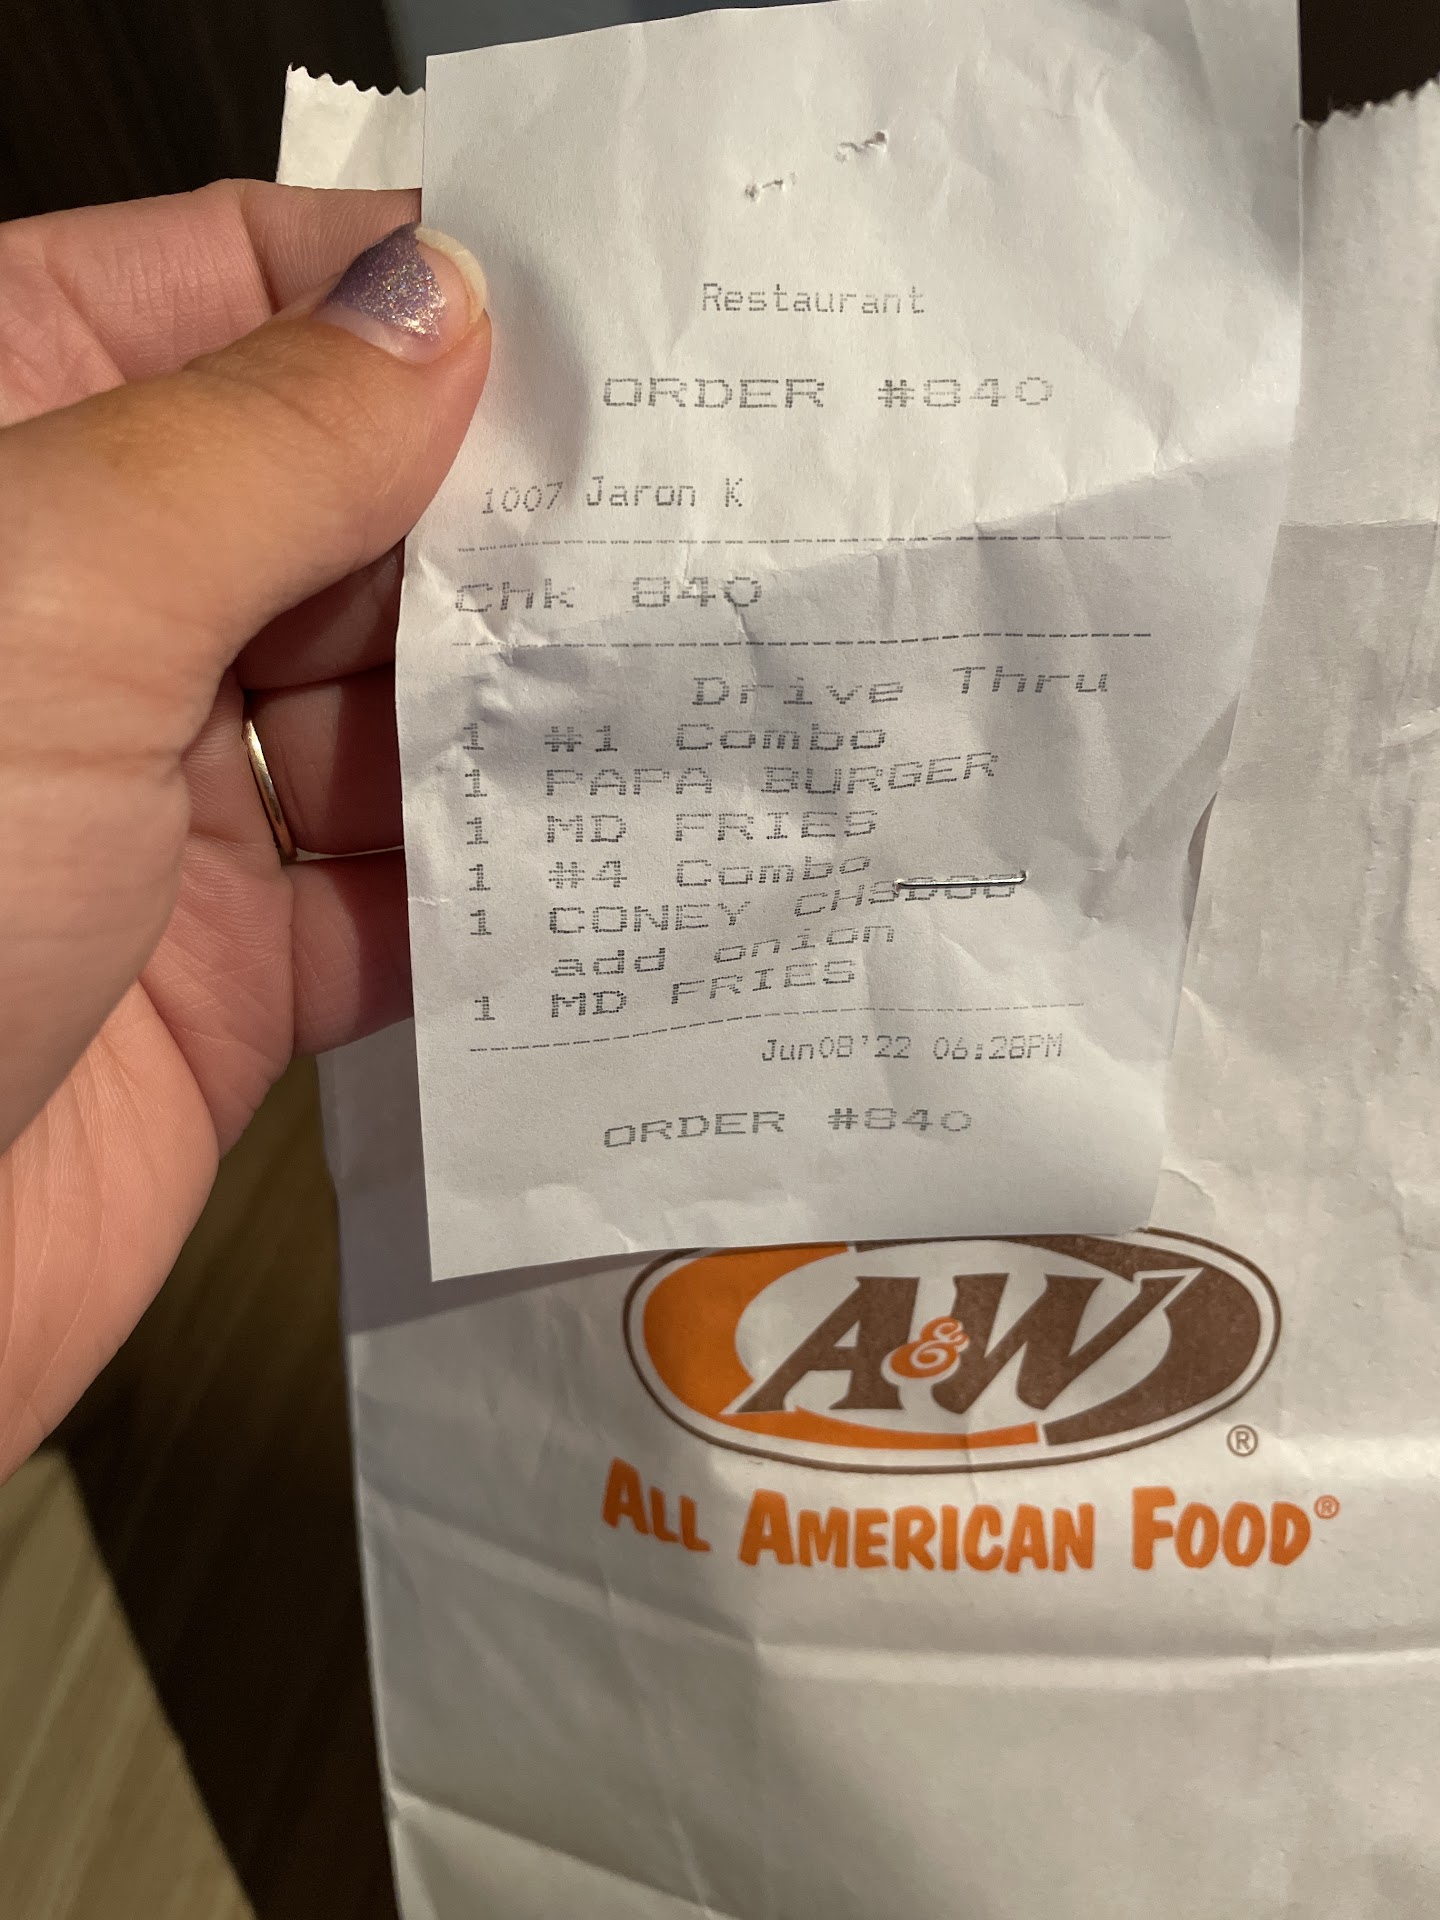 Restaurant
ORDER #840
1007 Jaron K
Chk 840
Drive Thru
1 #1 Combo
1 PAPA BURGER
1 MD FRIES
1 #4 Combo
1 CONEY CHSDOG
add onion
1 MD FRIES
Jun08'22 06:28PM
ORDER #840
A&W®
ALL AMERICAN FOOD®